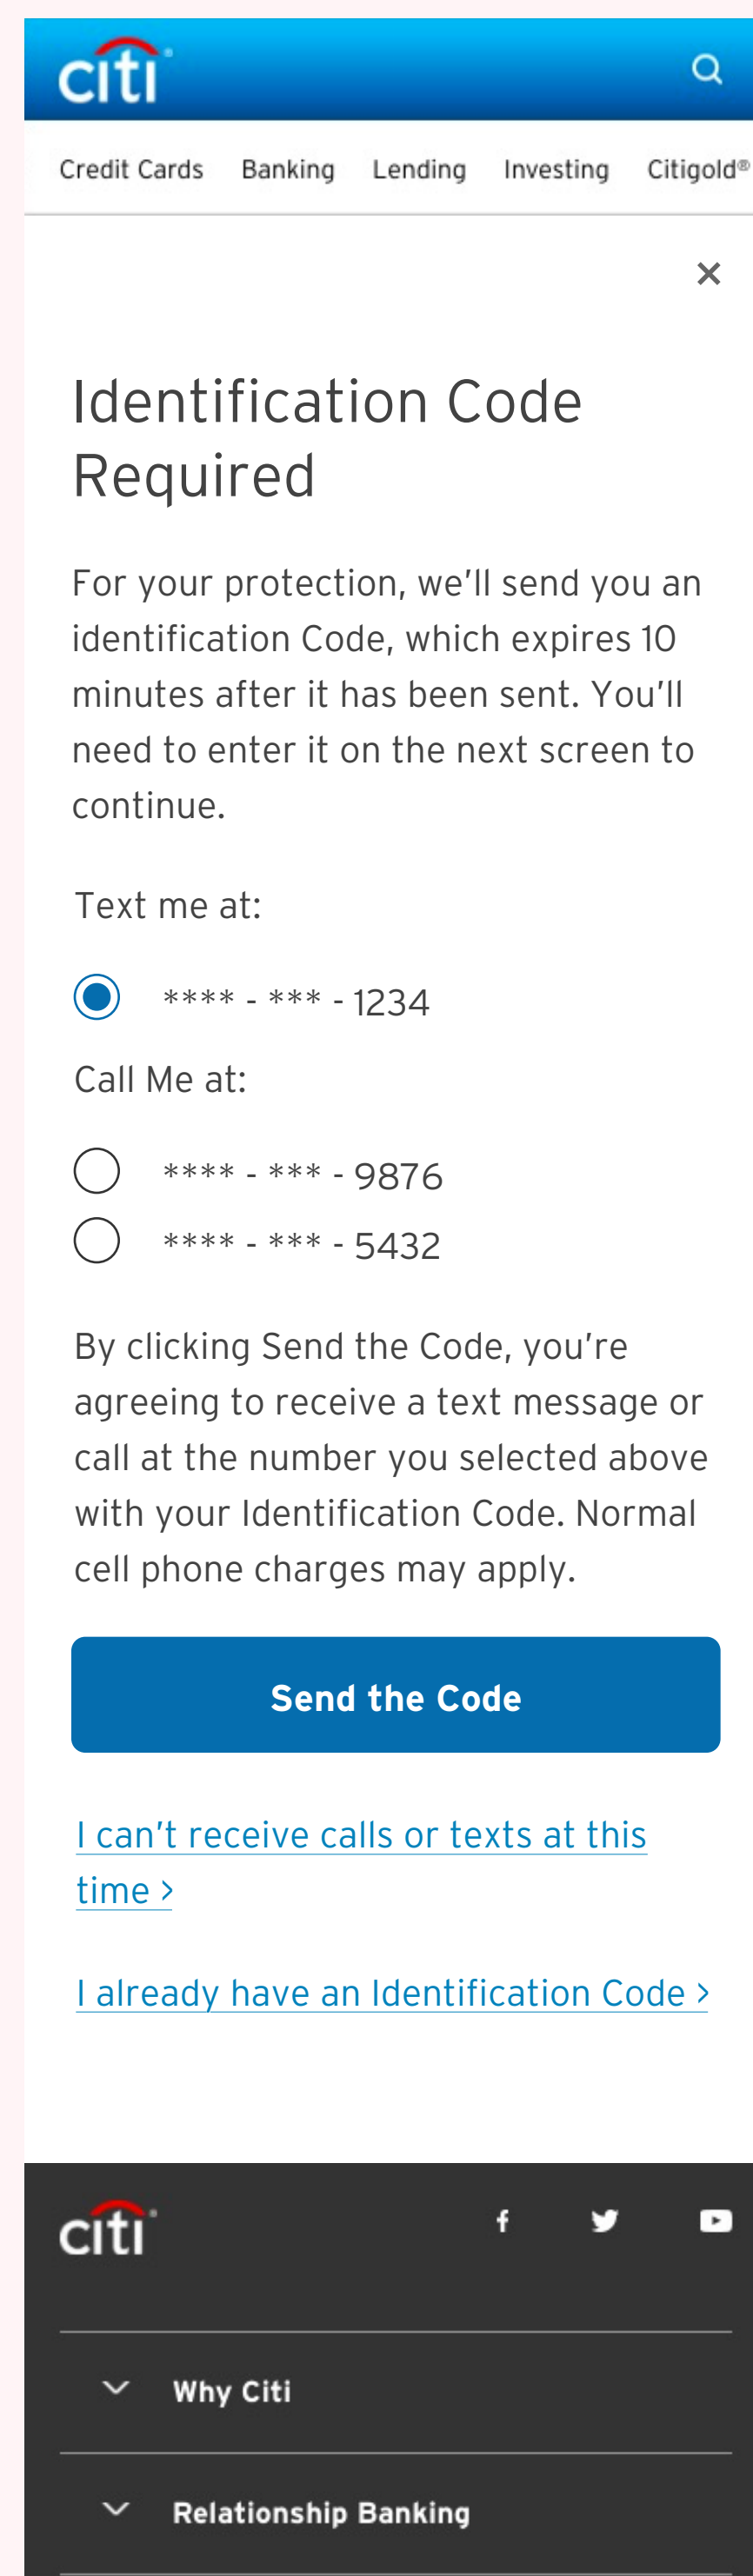 citi®
Credit Cards Banking Lending Investing Citigold®
×
Identification Code
Required
For your protection, we’ll send you an
identification Code, which expires 10
minutes after it has been sent. You’ll
need to enter it on the next screen to
continue.
Text me at:
**** - *** - 1234
Call Me at:
**** - *** - 9876
**** - *** - 5432
By clicking Send the Code, you’re
agreeing to receive a text message or
call at the number you selected above
with your Identification Code. Normal
cell phone charges may apply.
Send the Code
I can’t receive calls or texts at this
time >
I already have an Identification Code >
citi®
Why Citi
Relationship Banking